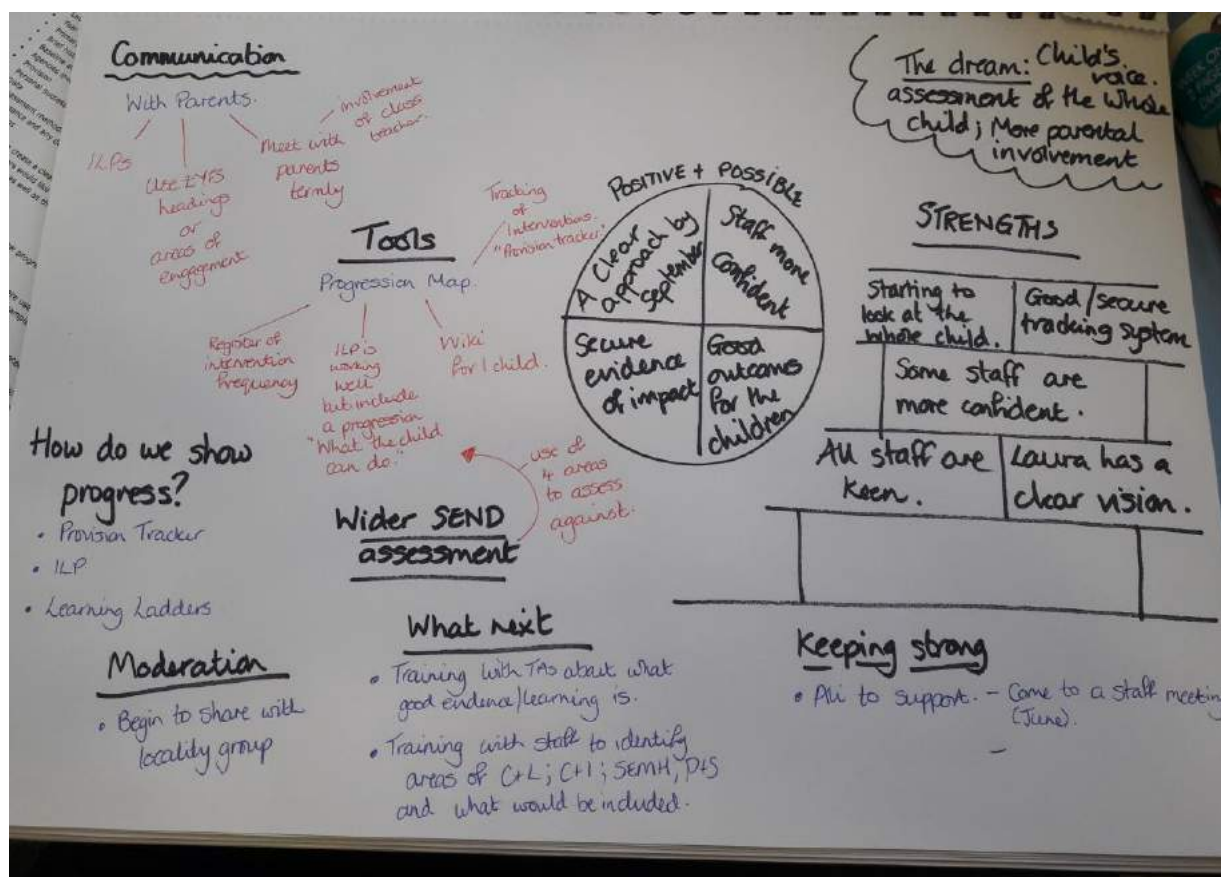 Communication
With Parents.
ILPs
Use EYFS
headings
or
areas of
engagement
Meet with
parents
termly
involvement
of class
teacher.
The dream: Child's
voice.
assessment of the whole
child; More parental
involvement
Tools
Progression Map.
Tracking
of
Interventions.
"Provision tracker"
Register of
intervention
frequency
ILP is
working
well
but include
a progression
"What the child
can do."
Wiki
for 1 child.
POSITIVE + POSSIBLE
A clear
approach by
September
Staff more
Confident
Secure
evidence
of impact
Good
outcomes
for the
children
STRENGTHS
Starting to
look at the
whole child.
Good/secure
tracking system
Some staff are
more confident.
All staff are
keen.
Laura has a
clear vision.
How do we show
progress?
• Provision Tracker
• ILP
• Learning Ladders
Wider SEND
assessment
use of
4 areas
to assess
against.
Moderation
• Begin to share with
locality group
What next
• Training with TAs about what
good evidence/learning is.
• Training with staff to identify
areas of C+L; C+I; SEMH, P+S
and what would be included.
Keeping strong
• Ali to support. - Come to a staff meeting
(June).